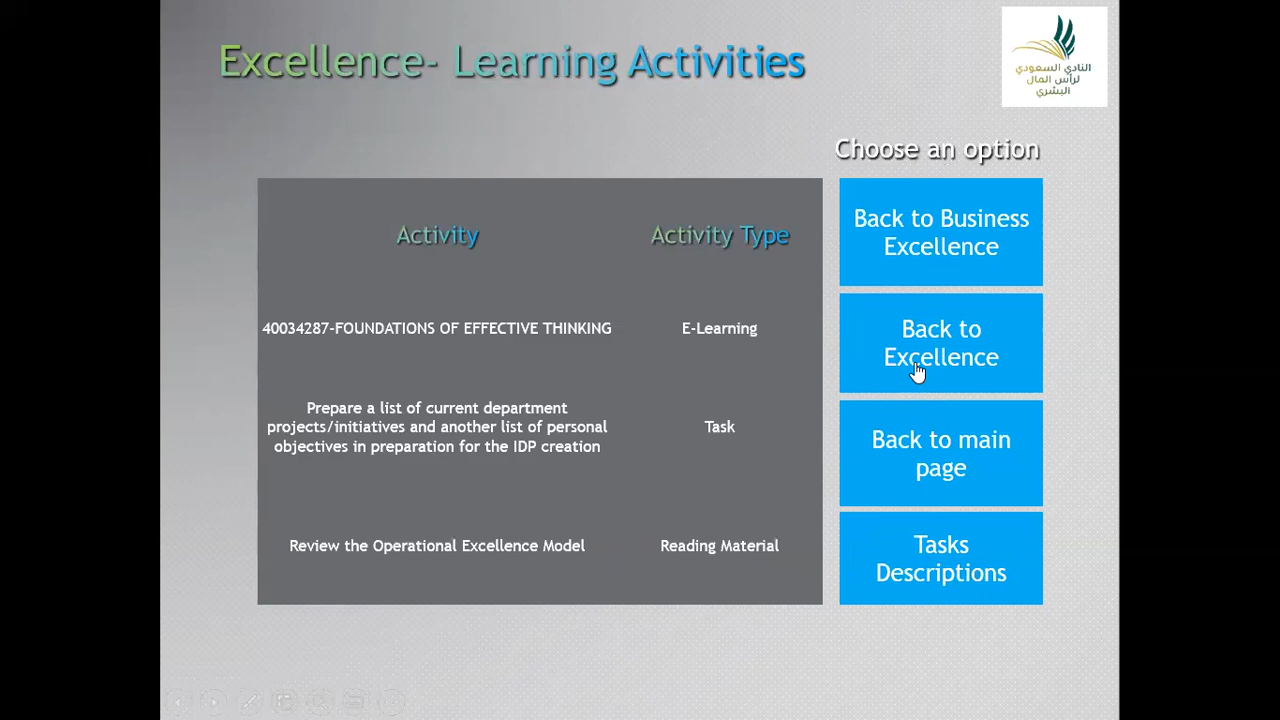 Excellence- Learning Activities
النادي السعودي
لرأس المال
البشري
Choose an option
Activity
Activity Type
40034287-FOUNDATIONS OF EFFECTIVE THINKING
E-Learning
Prepare a list of current department
projects/initiatives and another list of personal
objectives in preparation for the IDP creation
Task
Review the Operational Excellence Model
Reading Material
Back to Business
Excellence
Back to
Excellence
Back to main
page
Tasks
Descriptions